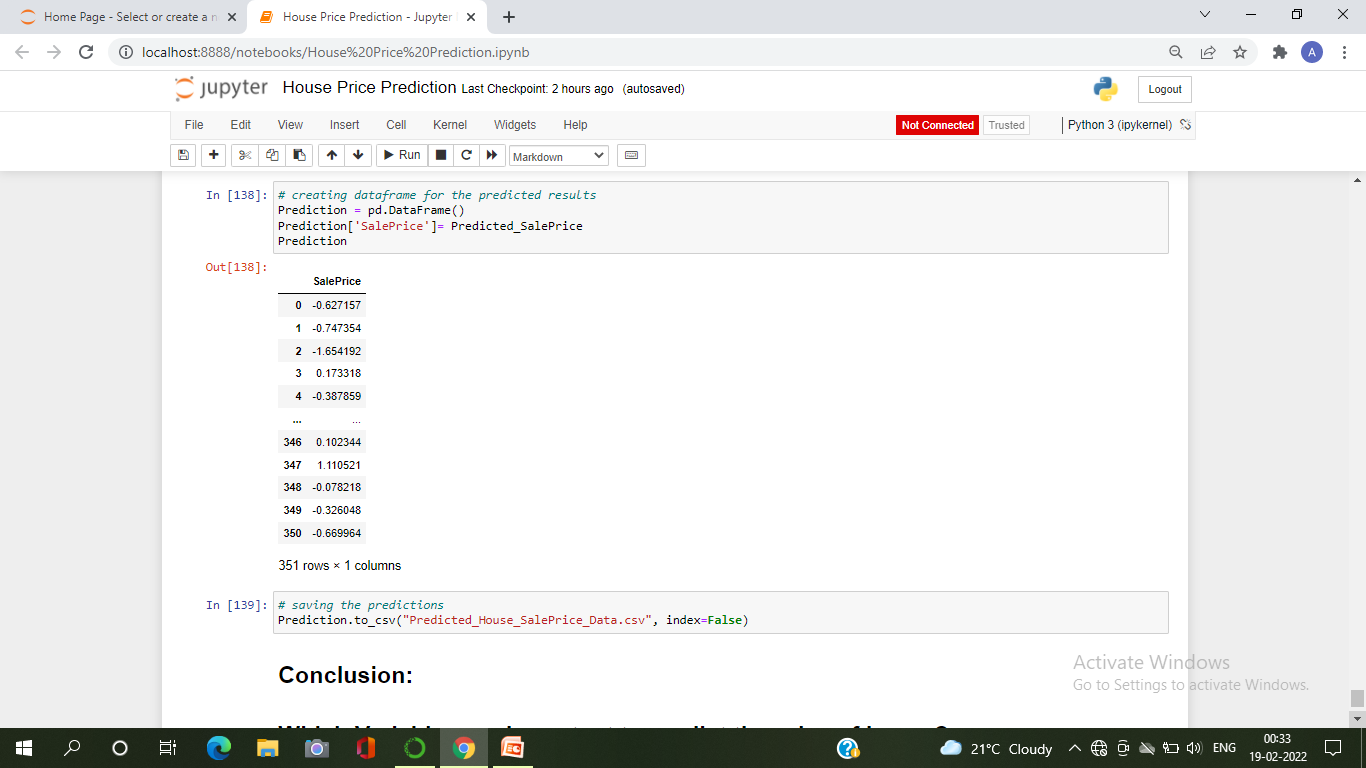 Home Page - Select or create a n
House Price Prediction - Jupyter
localhost:8888/notebooks/House%20Price%20Prediction.ipynb
A
jupyter House Price Prediction Last Checkpoint: 2 hours ago (autosaved)
Logout
File Edit View Insert Cell Kernel Widgets Help
Not Connected Trusted Python 3 (ipykernel)
Run Markdown
In [138]: # creating dataframe for the predicted results
Prediction = pd.DataFrame()
Prediction['SalePrice']= Predicted_SalePrice
Prediction
Out[138]:
SalePrice
0 -0.627157
1 -0.747354
2 -1.654192
3 0.173318
4 -0.387859
... ...
346 0.102344
347 1.110521
348 -0.078218
349 -0.326048
350 -0.669964
351 rows × 1 columns
In [139]: # saving the predictions
Prediction.to_csv("Predicted_House_SalePrice_Data.csv", index=False)
Conclusion:
Activate Windows
Go to Settings to activate Windows.
21°C Cloudy ENG
00:33
19-02-2022